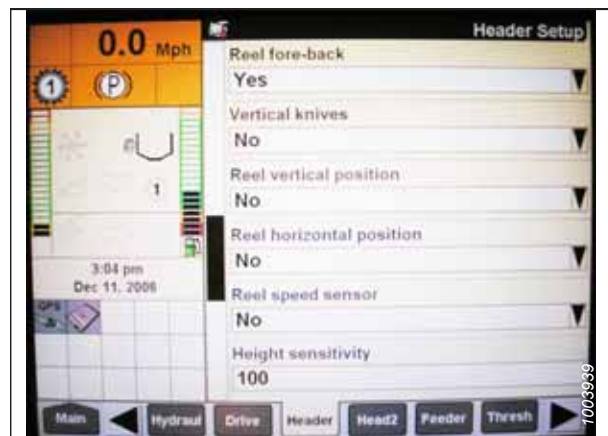 0.0 Mph
Header Setup
1
P
Reel fore-back
Yes
Vertical knives
No
Reel vertical position
No
1
Reel horizontal position
No
3:04 pm
Dec 11. 2006
Reel speed sensor
No
GPS
Height sensitivity
100
Main
Hydraul
Drive
Header
Head2
Feeder
Thresh
1003939